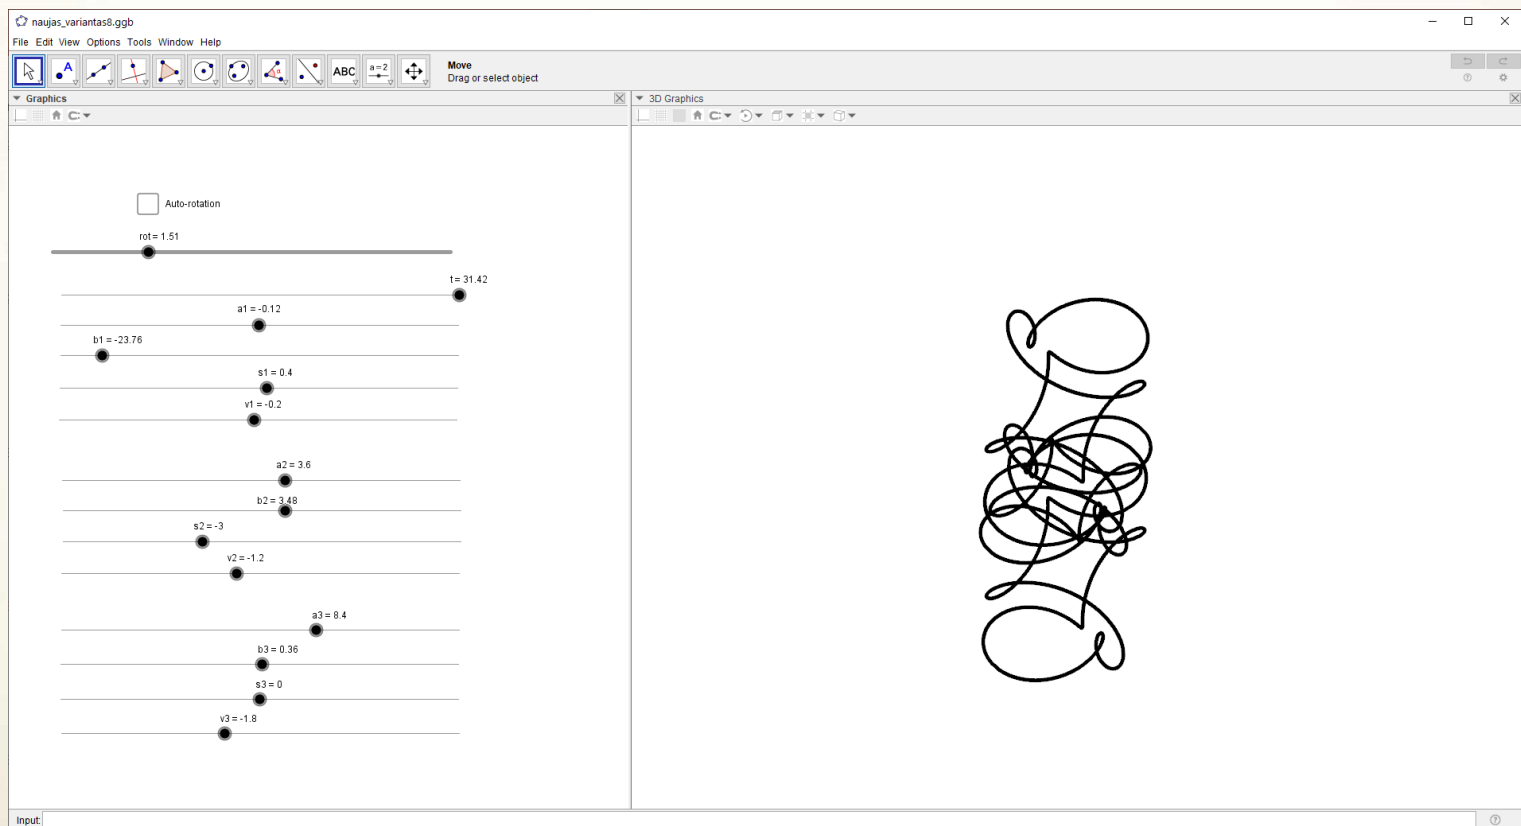 naujas_variantas8.ggb
File Edit View Options Tools Window Help
ABC
a=2
A
α
Move
Drag or select object
Graphics
3D Graphics
Auto-rotation
rot = 1.51
t = 31.42
a1 = -0.12
b1 = -23.76
s1 = 0.4
v1 = -0.2
a2 = 3.6
b2 = 3.48
s2 = -3
v2 = -1.2
a3 = 8.4
b3 = 0.36
s3 = 0
v3 = -1.8
Input: